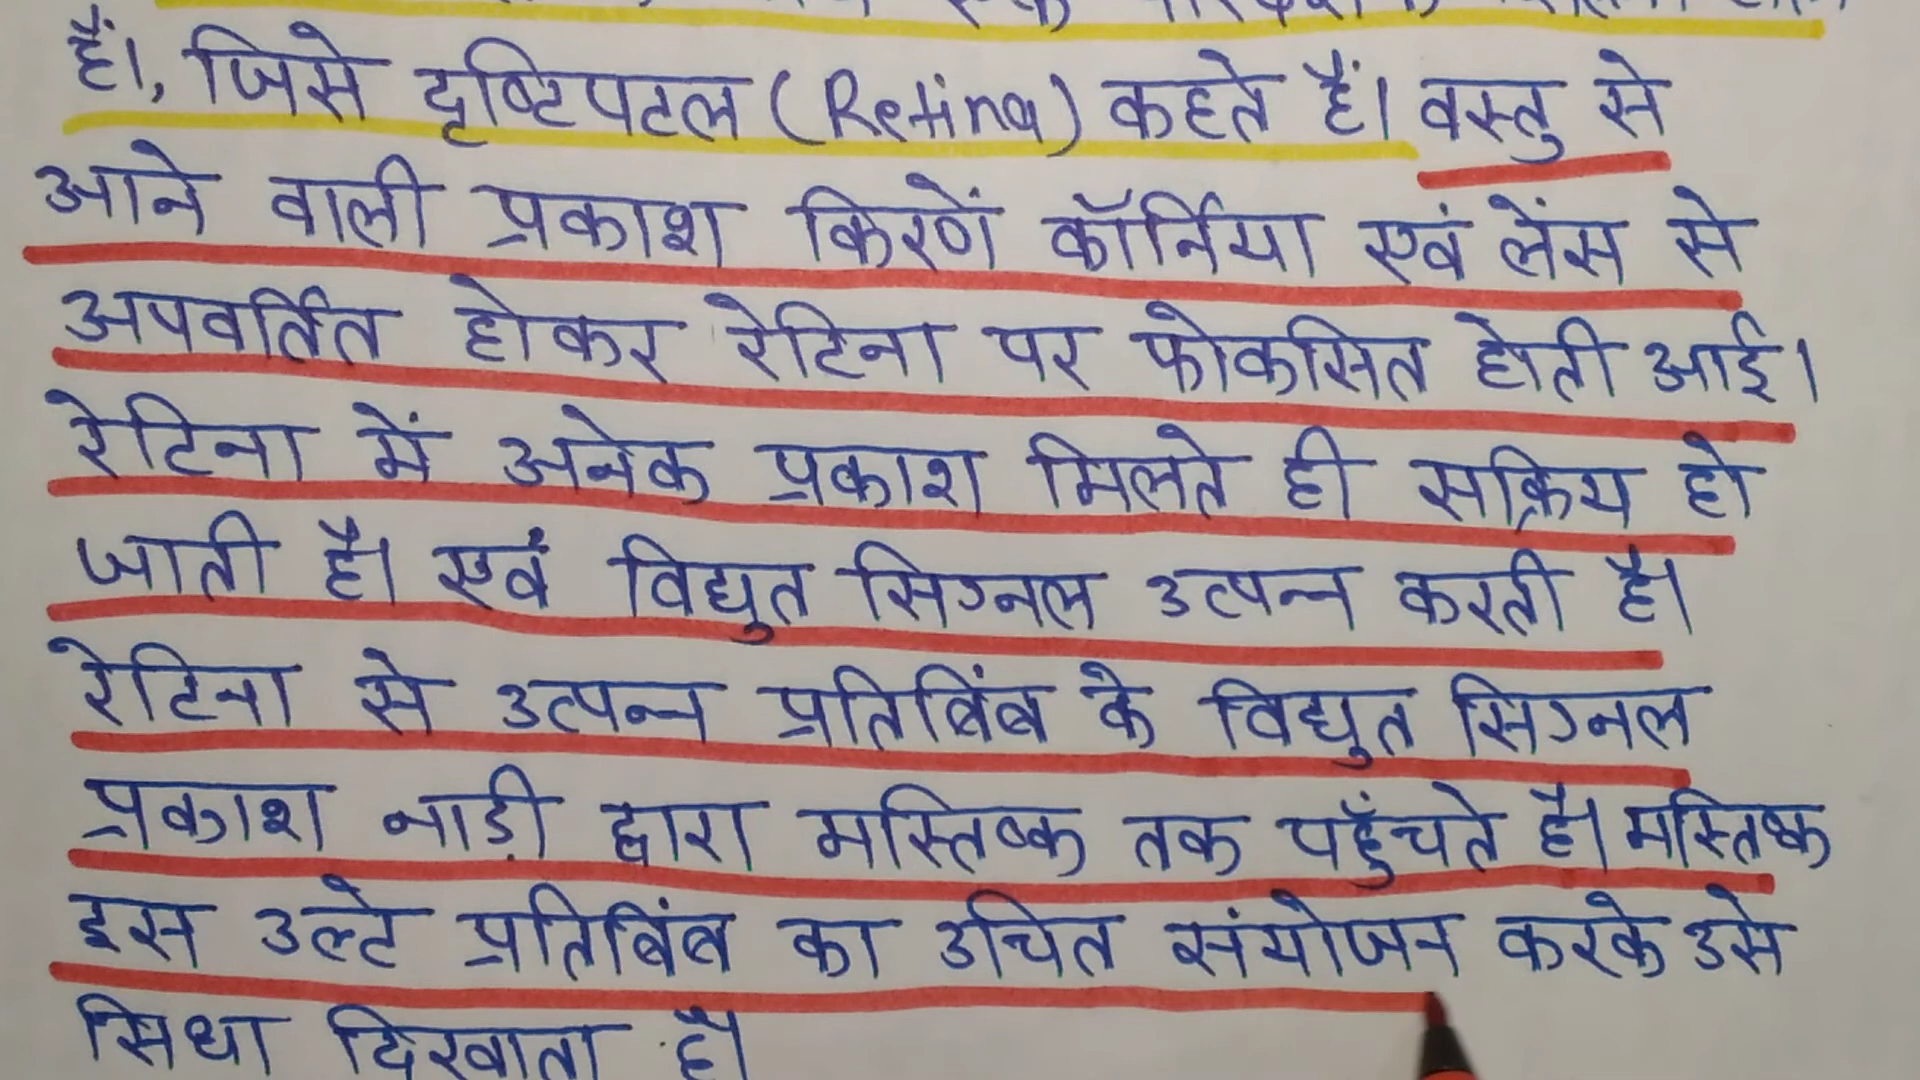 एक
हैं, जिसे दृष्टिपटल (Retina) कहते हैं। वस्तु से
आने वाली प्रकाश किरणें कॉर्निया एवं लेंस से
अपवर्तित होकर रेटिना पर फोकसित होती आई।
रेटिना में अनेक प्रकाश मिलते ही सक्रिय हो
जाती है। एवं विद्युत सिग्नल उत्पन्न करती है।
रेटिना से उत्पन्न प्रतिबिंब के विद्युत सिग्नल
प्रकाश नाड़ी द्वारा मस्तिष्क तक पहुँचते है। मस्तिष्क
इस उल्टे प्रतिबिंब का उचित संयोजन करके उसे
सिधा दिखाता है।